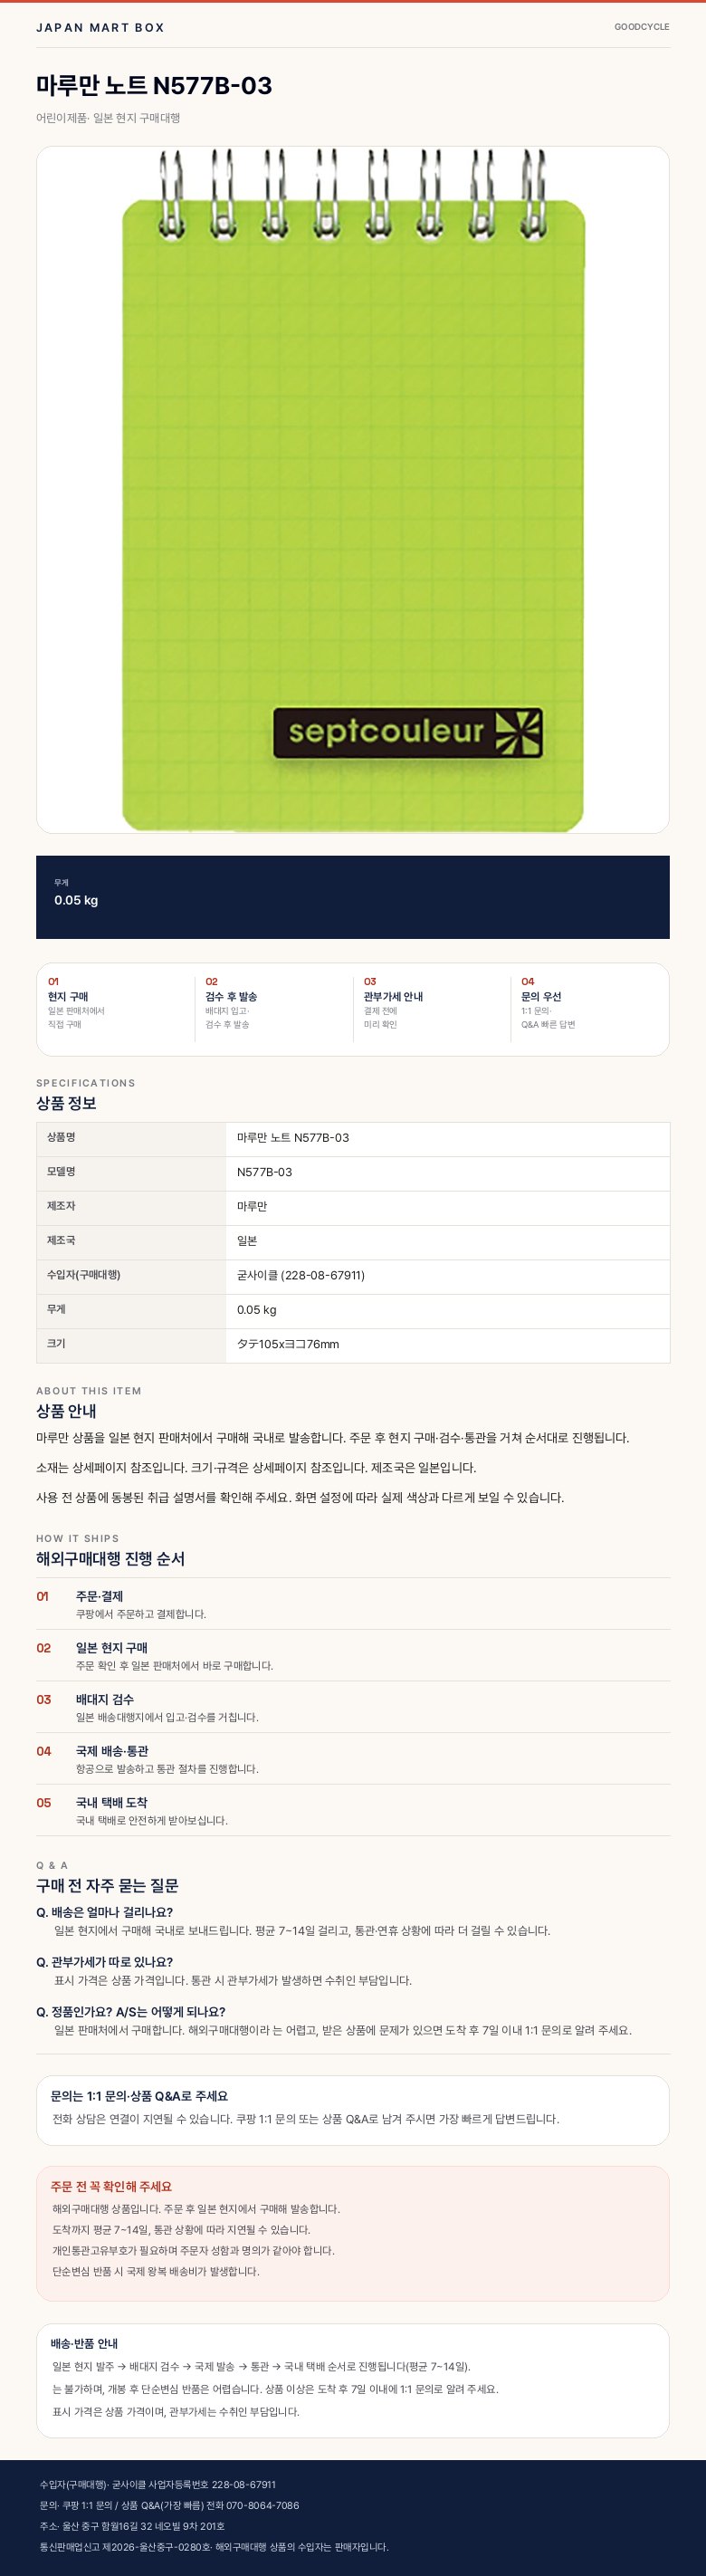 JAPAN MART BOX
GOODCYCLE
마루만 노트 N577B-03
어린이제품· 일본 현지 구매대행
septcouleur
무게
0.05 kg
01
현지 구매
일본 판매처에서
직접 구매
02
검수 후 발송
배대지 입고·
검수 후 발송
03
관부가세 안내
결제 전에
미리 확인
04
문의 우선
1:1 문의·
Q&A 빠른 답변
SPECIFICATIONS
상품 정보
상품명 마루만 노트 N577B-03
모델명 N577B-03
제조자 마루만
제조국 일본
수입자(구매대행) 굳사이클 (228-08-67911)
무게 0.05 kg
크기 タテ105xヨコ76mm
ABOUT THIS ITEM
상품 안내
마루만 상품을 일본 현지 판매처에서 구매해 국내로 발송합니다. 주문 후 현지 구매·검수·통관을 거쳐 순서대로 진행됩니다.
소재는 상세페이지 참조입니다. 크기·규격은 상세페이지 참조입니다. 제조국은 일본입니다.
사용 전 상품에 동봉된 취급 설명서를 확인해 주세요. 화면 설정에 따라 실제 색상과 다르게 보일 수 있습니다.
HOW IT SHIPS
해외구매대행 진행 순서
01 주문·결제
쿠팡에서 주문하고 결제합니다.
02 일본 현지 구매
주문 확인 후 일본 판매처에서 바로 구매합니다.
03 배대지 검수
일본 배송대행지에서 입고·검수를 거칩니다.
04 국제 배송·통관
항공으로 발송하고 통관 절차를 진행합니다.
05 국내 택배 도착
국내 택배로 안전하게 받아보십니다.
Q & A
구매 전 자주 묻는 질문
Q. 배송은 얼마나 걸리나요?
일본 현지에서 구매해 국내로 보내드립니다. 평균 7~14일 걸리고, 통관·연휴 상황에 따라 더 걸릴 수 있습니다.
Q. 관부가세가 따로 있나요?
표시 가격은 상품 가격입니다. 통관 시 관부가세가 발생하면 수취인 부담입니다.
Q. 정품인가요? A/S는 어떻게 되나요?
일본 판매처에서 구매합니다. 해외구매대행이라 는 어렵고, 받은 상품에 문제가 있으면 도착 후 7일 이내 1:1 문의로 알려 주세요.
문의는 1:1 문의·상품 Q&A로 주세요
전화 상담은 연결이 지연될 수 있습니다. 쿠팡 1:1 문의 또는 상품 Q&A로 남겨 주시면 가장 빠르게 답변드립니다.
주문 전 꼭 확인해 주세요
해외구매대행 상품입니다. 주문 후 일본 현지에서 구매해 발송합니다.
도착까지 평균 7~14일, 통관 상황에 따라 지연될 수 있습니다.
개인통관고유부호가 필요하며 주문자 성함과 명의가 같아야 합니다.
단순변심 반품 시 국제 왕복 배송비가 발생합니다.
배송·반품 안내
일본 현지 발주 → 배대지 검수 → 국제 발송 → 통관 → 국내 택배 순서로 진행됩니다(평균 7~14일).
는 불가하며, 개봉 후 단순변심 반품은 어렵습니다. 상품 이상은 도착 후 7일 이내에 1:1 문의로 알려 주세요.
표시 가격은 상품 가격이며, 관부가세는 수취인 부담입니다.
수입자(구매대행)· 굳사이클 사업자등록번호 228-08-67911
문의· 쿠팡 1:1 문의 / 상품 Q&A(가장 빠름) 전화 070-8064-7086
주소· 울산 중구 함월16길 32 네오빌 9차 201호
통신판매업신고 제2026-울산중구-0280호· 해외구매대행 상품의 수입자는 판매자입니다.